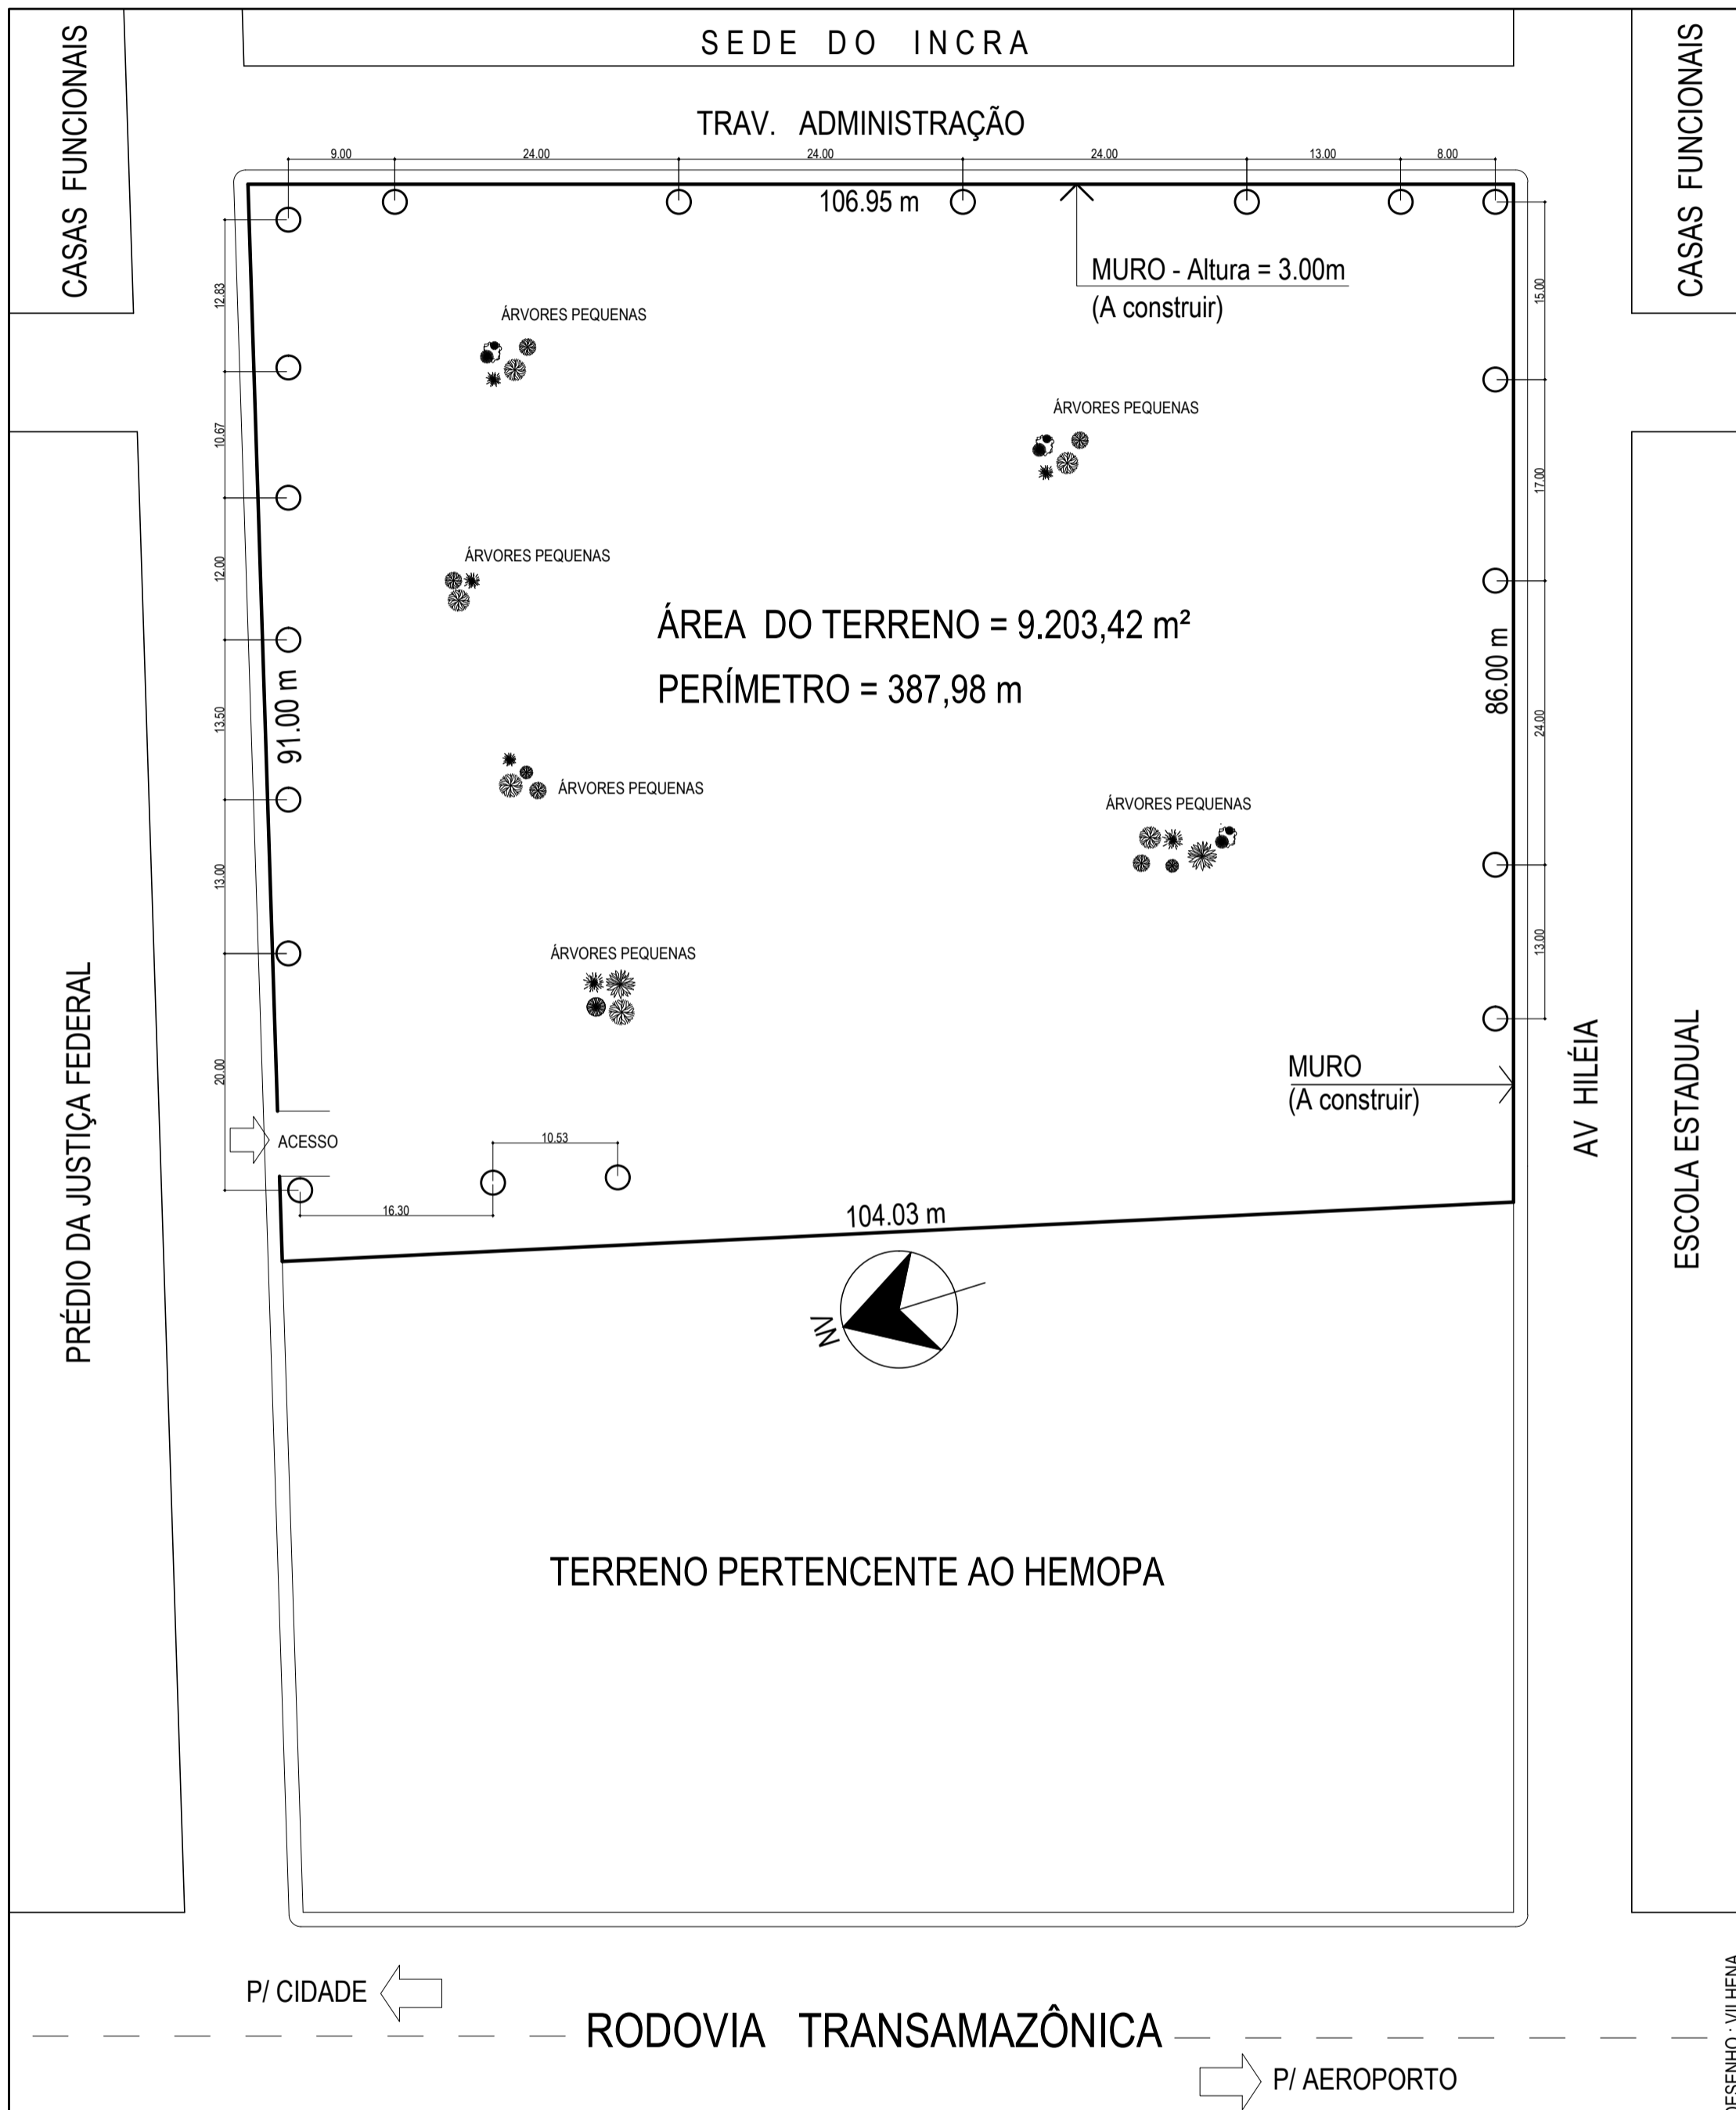 SEDE DO INCRA
CASAS FUNCIONAIS
CASAS FUNCIONAIS
TRAV. ADMINISTRAÇÃO
9.00
24.00
24.00
24.00
13.00
8.00
106.95 m
MURO - Altura = 3.00m
(A construir)
12.83
15.00
ÁRVORES PEQUENAS
ÁRVORES PEQUENAS
10.67
17.00
ÁRVORES PEQUENAS
12.00
ÁREA DO TERRENO = 9.203,42 m²
PERÍMETRO = 387,98 m
91.00 m
86.00 m
13.50
24.00
ÁRVORES PEQUENAS
ÁRVORES PEQUENAS
13.00
13.00
ÁRVORES PEQUENAS
20.00
MURO
(A construir)
AV HILÉIA
PRÉDIO DA JUSTIÇA FEDERAL
ESCOLA ESTADUAL
ACESSO
10.53
16.30
104.03 m
NV
TERRENO PERTENCENTE AO HEMOPA
P/ CIDADE
RODOVIA TRANSAMAZÔNICA
P/ AEROPORTO
DESENHO : VILHENA